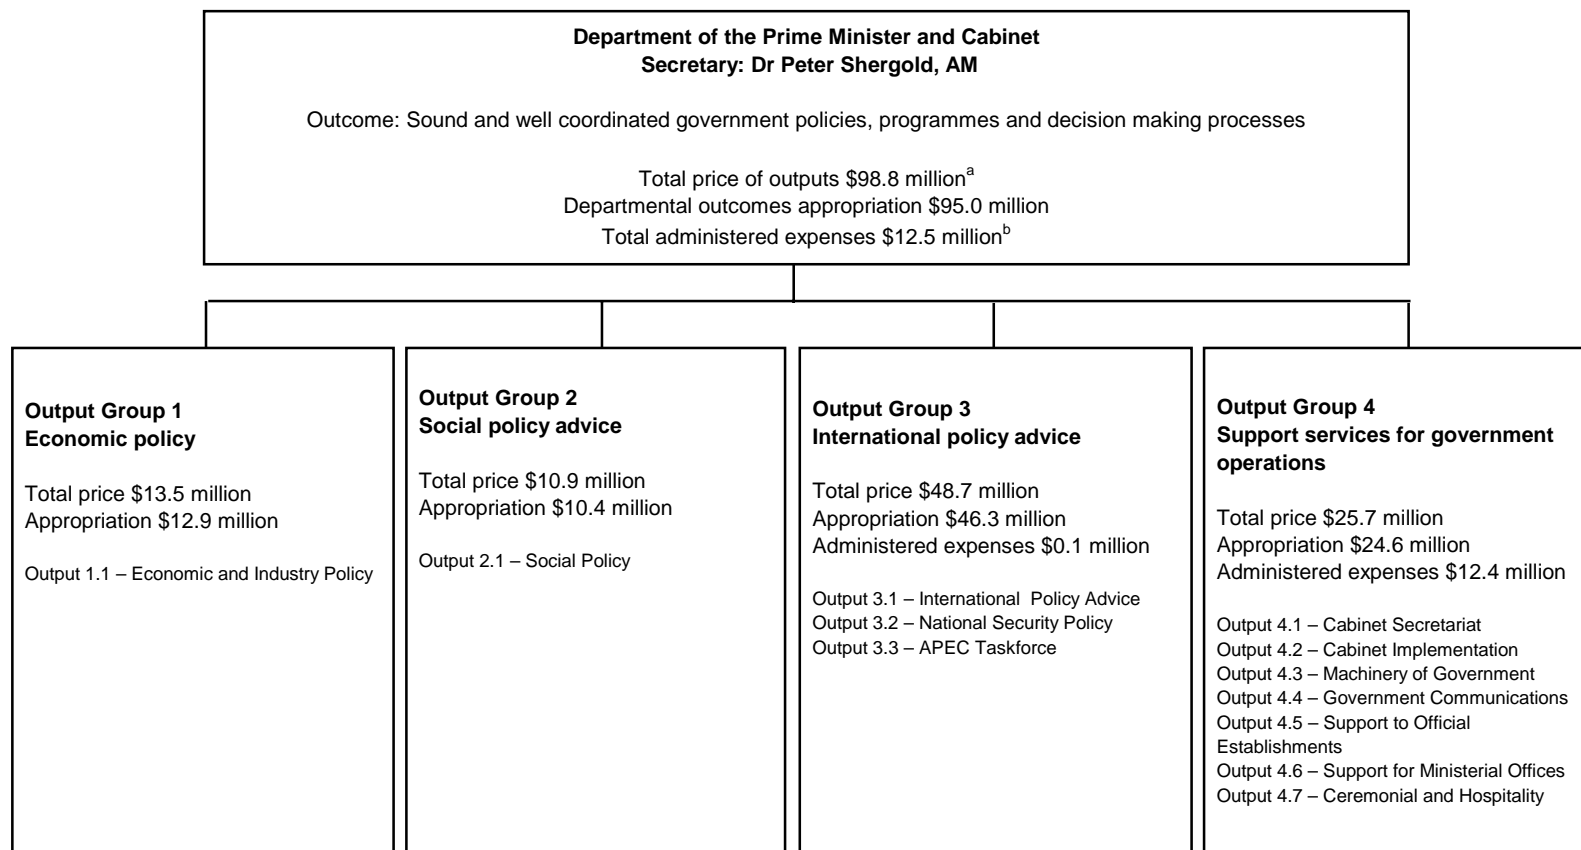 Department of the Prime Minister and Cabinet
Secretary: Dr Peter Shergold, AM
Outcome: Sound and well coordinated government policies, programmes and decision making processes
Total price of outputs $98.8 million^a
Departmental outcomes appropriation $95.0 million
Total administered expenses $12.5 million^b
Output Group 1
Economic policy
Total price $13.5 million
Appropriation $12.9 million
Output 1.1 – Economic and Industry Policy
Output Group 2
Social policy advice
Total price $10.9 million
Appropriation $10.4 million
Output 2.1 – Social Policy
Output Group 3
International policy advice
Total price $48.7 million
Appropriation $46.3 million
Administered expenses $0.1 million
Output 3.1 – International  Policy Advice
Output 3.2 – National Security Policy
Output 3.3 – APEC Taskforce
Output Group 4
Support services for government
operations
Total price $25.7 million
Appropriation $24.6 million
Administered expenses $12.4 million
Output 4.1 – Cabinet Secretariat
Output 4.2 – Cabinet Implementation
Output 4.3 – Machinery of Government
Output 4.4 – Government Communications
Output 4.5 – Support to Official
Establishments
Output 4.6 – Support for Ministerial Offices
Output 4.7 – Ceremonial and Hospitality